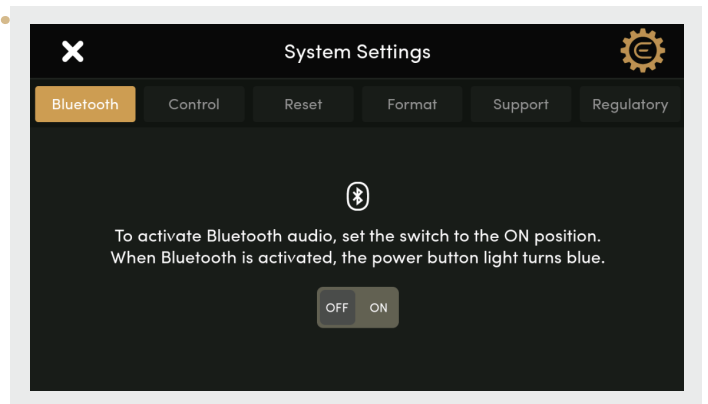 System Settings
Bluetooth Control Reset Format Support Regulatory
To activate Bluetooth audio, set the switch to the ON position.
When Bluetooth is activated, the power button light turns blue.
OFF ON